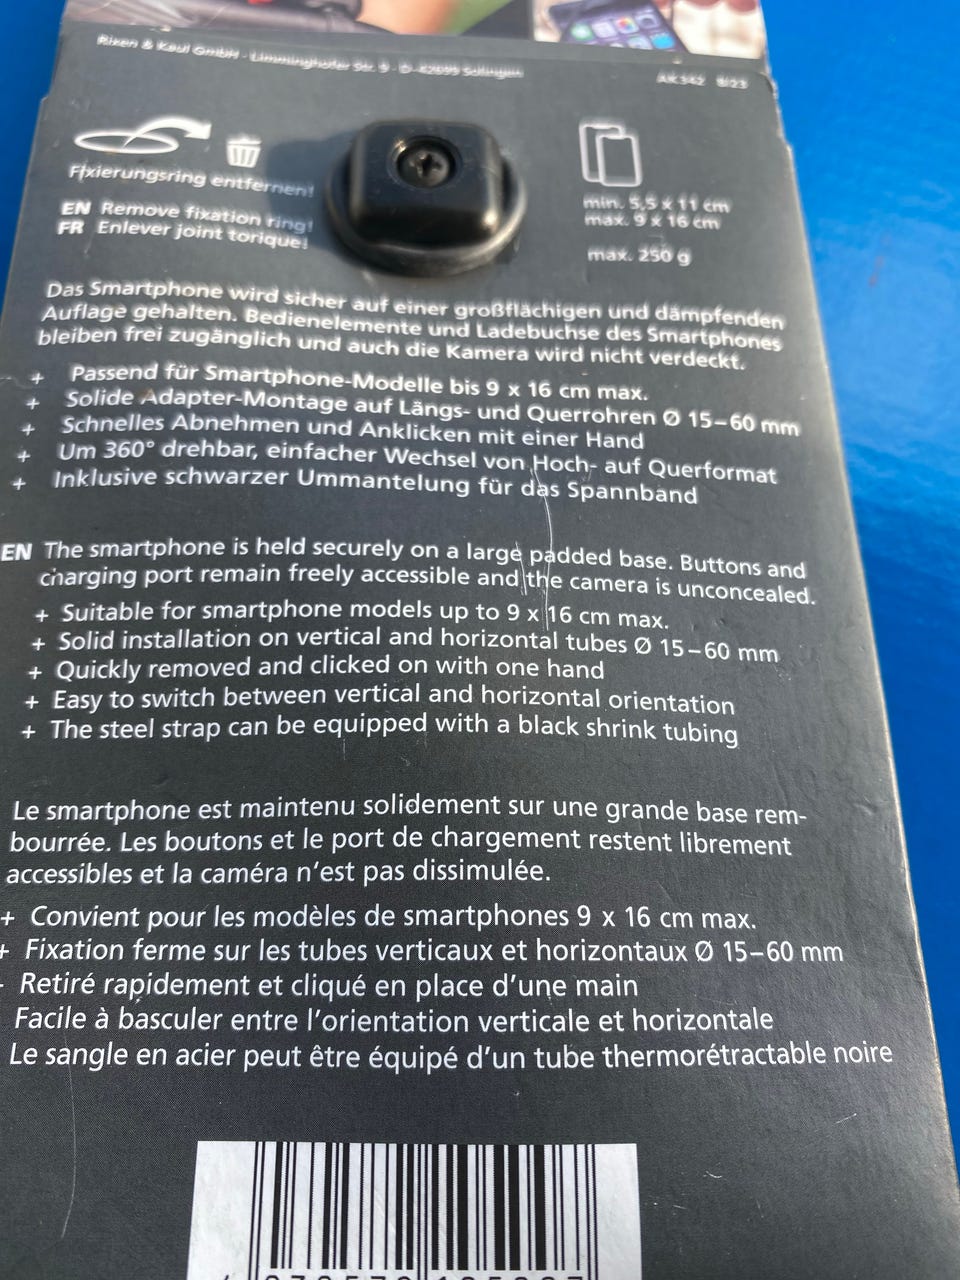 Rixen & Kaul GmbH - Limminghofer Str. 9 - D-42699 Solingen
AK342 9/23
Fixierungsring entfernen!
EN Remove fixation ring!
FR Enlever joint torique!
min. 5,5 x 11 cm
max. 9 x 16 cm
max. 250 g
Das Smartphone wird sicher auf einer großflächigen und dämpfenden
Auflage gehalten. Bedienelemente und Ladebuchse des Smartphones
bleiben frei zugänglich und auch die Kamera wird nicht verdeckt.
+ Passend für Smartphone-Modelle bis 9 x 16 cm max.
+ Solide Adapter-Montage auf Längs- und Querrohren Ø 15–60 mm
+ Schnelles Abnehmen und Anklicken mit einer Hand
+ Um 360° drehbar, einfacher Wechsel von Hoch- auf Querformat
+ Inklusive schwarzer Ummantelung für das Spannband
EN The smartphone is held securely on a large padded base. Buttons and
charging port remain freely accessible and the camera is unconcealed.
+ Suitable for smartphone models up to 9 x 16 cm max.
+ Solid installation on vertical and horizontal tubes Ø 15–60 mm
+ Quickly removed and clicked on with one hand
+ Easy to switch between vertical and horizontal orientation
+ The steel strap can be equipped with a black shrink tubing
Le smartphone est maintenu solidement sur une grande base rem-
bourrée. Les boutons et le port de chargement restent librement
accessibles et la caméra n'est pas dissimulée.
+ Convient pour les modèles de smartphones 9 x 16 cm max.
+ Fixation ferme sur les tubes verticaux et horizontaux Ø 15–60 mm
- Retiré rapidement et cliqué en place d'une main
Facile à basculer entre l'orientation verticale et horizontale
Le sangle en acier peut être équipé d'un tube thermorétractable noire